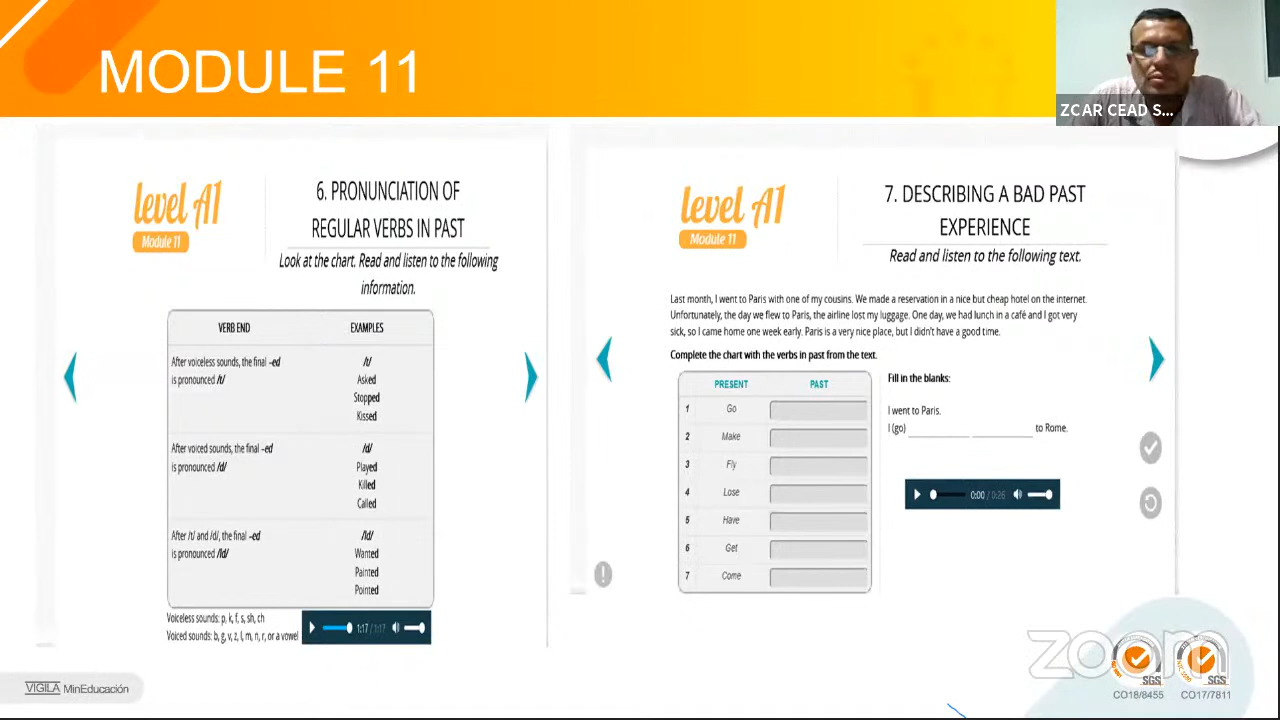 MODULE 11
ZCAR CEAD S...
level A1
Module 11
6. PRONUNCIATION OF
REGULAR VERBS IN PAST
Look at the chart. Read and listen to the following
information.
VERB END EXAMPLES
After voiceless sounds, the final -ed /t/
is pronounced /t/ Asked
Stopped
Kissed
After voiced sounds, the final -ed /d/
is pronounced /d/ Played
Killed
Called
After /t/ and /d/, the final -ed /Id/
is pronounced /Id/ Wanted
Painted
Pointed
Voiceless sounds: p, k, f, s, sh, ch
Voiced sounds: b, g, v, z, l, m, n, r, or a vowel
1:17 / 1:17
level A1
Module 11
7. DESCRIBING A BAD PAST
EXPERIENCE
Read and listen to the following text.
Last month, I went to Paris with one of my cousins. We made a reservation in a nice but cheap hotel on the internet.
Unfortunately, the day we flew to Paris, the airline lost my luggage. One day, we had lunch in a café and I got very
sick, so I came home one week early. Paris is a very nice place, but I didn't have a good time.
Complete the chart with the verbs in past from the text.
PRESENT PAST
1 Go
2 Make
3 Fly
4 Lose
5 Have
6 Get
7 Come
Fill in the blanks:
I went to Paris.
I (go) __________ __________ to Rome.
0:00 / 0:26
VIGILA MinEducación
zoom
SGS
CO18/8455
SGS
CO17/7811